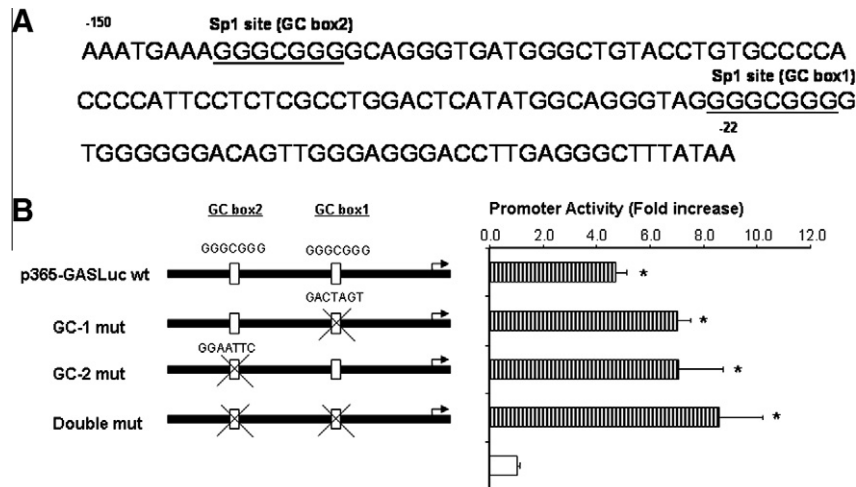 A
-150
Sp1 site (GC box2)
AAATGAAAGGGCGGGGCAGGGTGATGGGCTGTACCTGTGCCCCA
Sp1 site (GC box1)
CCCCATTCCTCTCGCCTGGACTCATATGGCAGGGTAGGGGCGGGG
-22
TGGGGGGACAGTTGGGAGGGACCTTGAGGGCTTTATAA
B
GC box2 GC box1
Promoter Activity (Fold increase)
0.0 2.0 4.0 6.0 8.0 10.0 12.0
GGGCGGG GGGCGGG
p365-GASLuc wt *
GACTAGT
GC-1 mut *
GGAATTC
GC-2 mut *
Double mut *